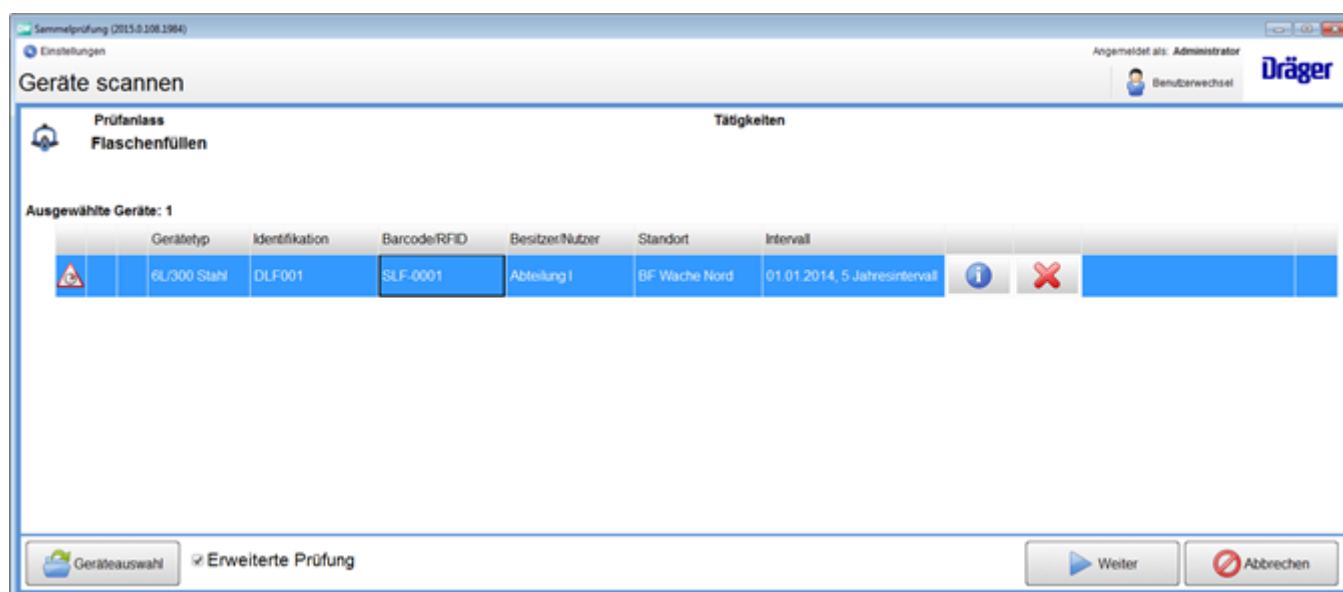 Sammelprüfung (2015.0.108.1984)
Einstellungen
Angemeldet als: Administrator
Geräte scannen
Benutzerwechsel
Dräger
Prüfanlass
Tätigkeiten
Flaschenfüllen
Ausgewählte Geräte: 1
Gerätetyp Identifikation Barcode/RFID Besitzer/Nutzer Standort Intervall
6L/300 Stahl DLF001 SLF-0001 Abteilung I BF Wache Nord 01.01.2014, 5 Jahresintervall
Geräteauswahl Erweiterte Prüfung Weiter Abbrechen